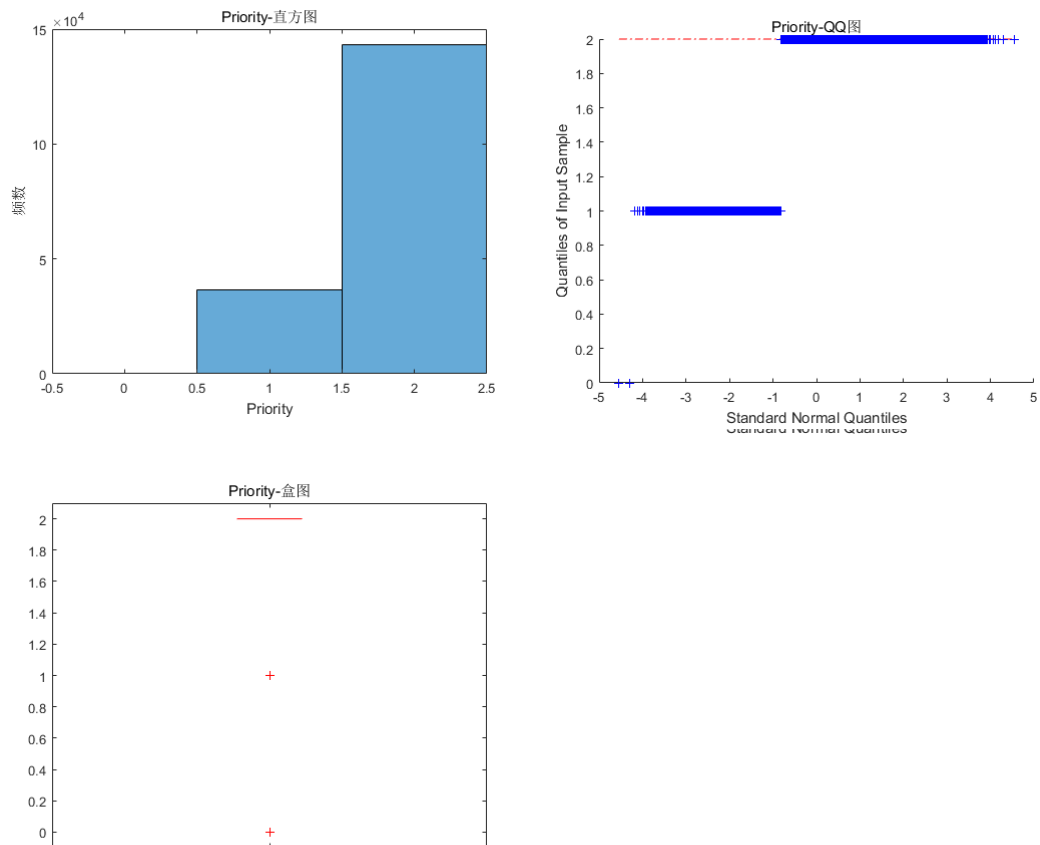 Priority-直方图
15 ×10⁴
10
5
0
频数
-0.5 0 0.5 1 1.5 2 2.5
Priority
Priority-QQ图
2
1.8
1.6
1.4
1.2
1
0.8
0.6
0.4
0.2
0
Quantiles of Input Sample
-5 -4 -3 -2 -1 0 1 2 3 4 5
Standard Normal Quantiles
Standard Normal Quantiles
Priority-盒图
2
1.8
1.6
1.4
1.2
1
0.8
0.6
0.4
0.2
0